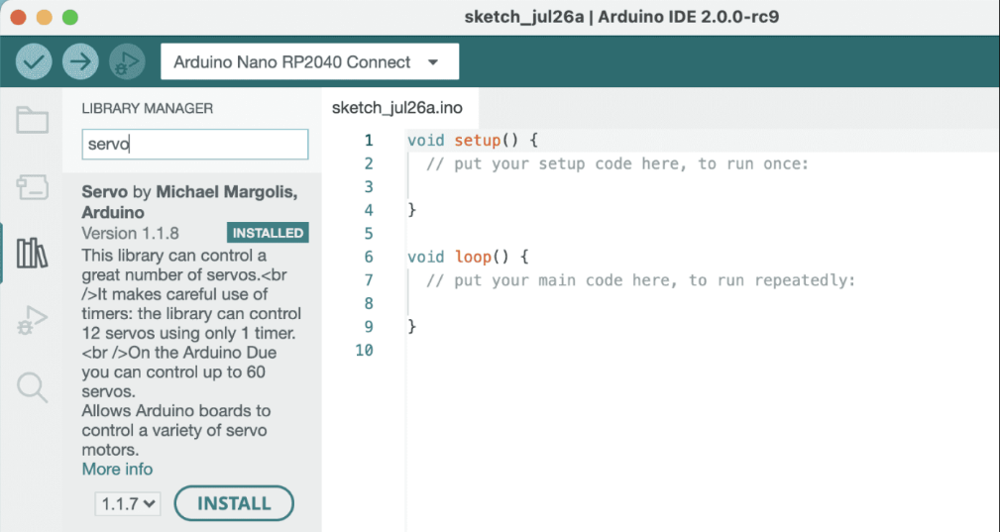 sketch_jul26a | Arduino IDE 2.0.0-rc9
Arduino Nano RP2040 Connect
LIBRARY MANAGER
servo
Servo by Michael Margolis,
Arduino
Version 1.1.8
INSTALLED
This library can control a
great number of servos.<br
/>It makes careful use of
timers: the library can control
12 servos using only 1 timer.
<br />On the Arduino Due
you can control up to 60
servos.
Allows Arduino boards to
control a variety of servo
motors.
More info
1.1.7
INSTALL
sketch_jul26a.ino
1 void setup() {
2 // put your setup code here, to run once:
3
4 }
5
6 void loop() {
7 // put your main code here, to run repeatedly:
8
9 }
10